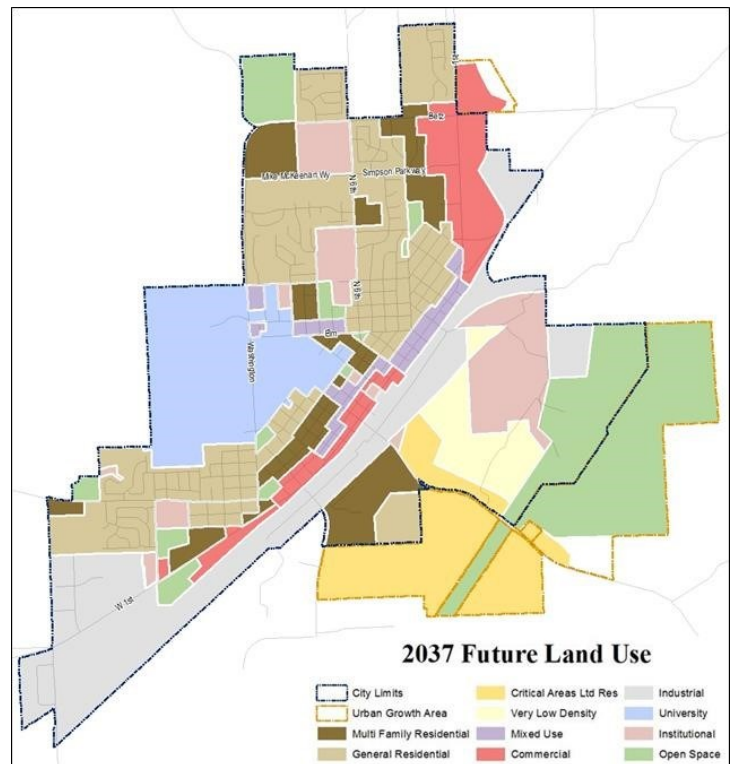 Betz
Mike McKeehan Wy
Simpson Parkway
N 6th
N 6th
Elm
Washington
W 1st
2037 Future Land Use
City Limits
Urban Growth Area
Multi Family Residential
General Residential
Critical Areas Ltd Res
Very Low Density
Mixed Use
Commercial
Industrial
University
Institutional
Open Space